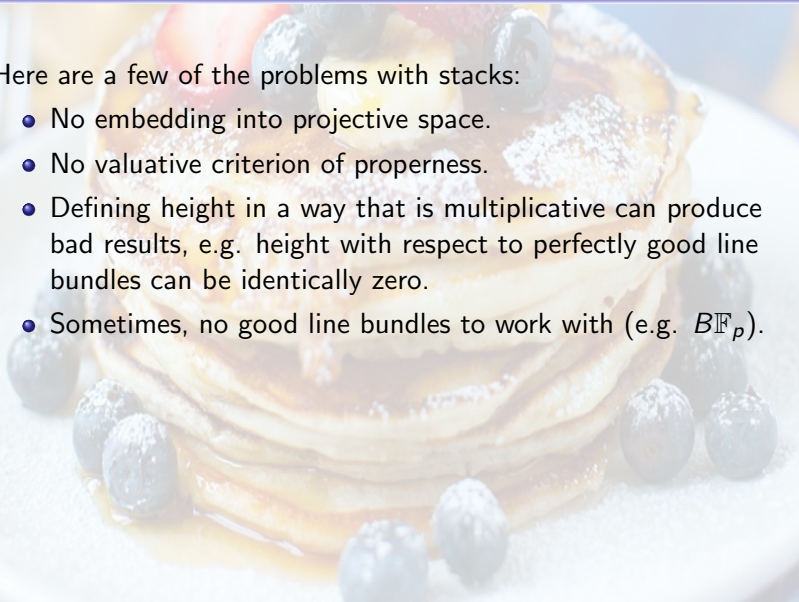 Here are a few of the problems with stacks:
No embedding into projective space.
No valuative criterion of properness.
Defining height in a way that is multiplicative can produce
bad results, e.g. height with respect to perfectly good line
bundles can be identically zero.
Sometimes, no good line bundles to work with (e.g. B𝔽ₚ).